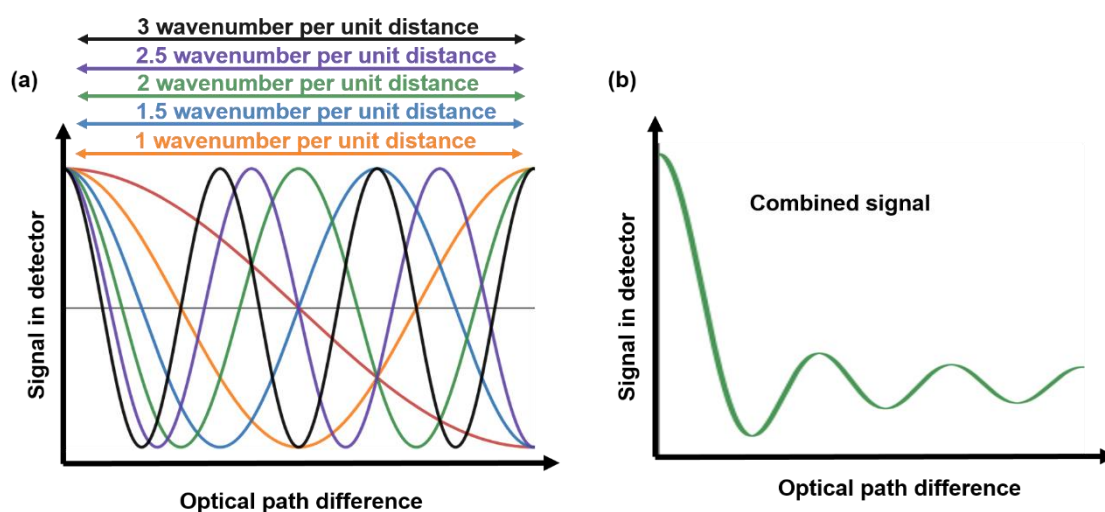 3 wavenumber per unit distance
2.5 wavenumber per unit distance
(a)
2 wavenumber per unit distance
1.5 wavenumber per unit distance
1 wavenumber per unit distance
Signal in detector
Optical path difference
(b)
Combined signal
Signal in detector
Optical path difference